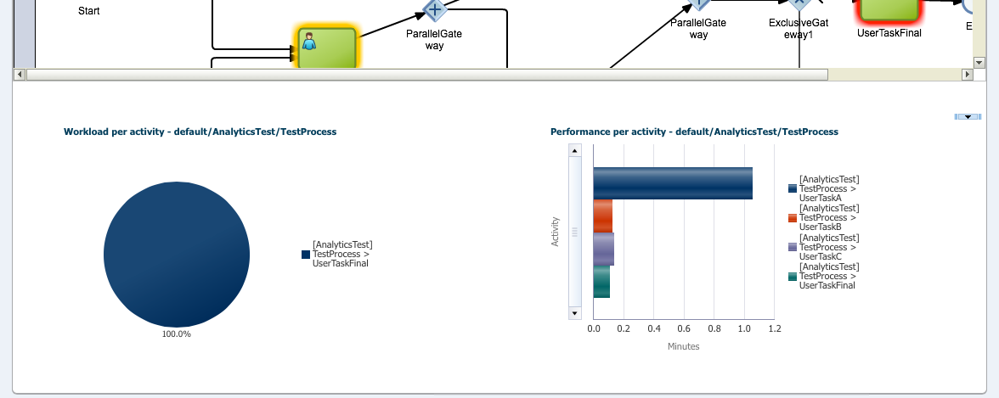 Start
ParallelGate
way
ParallelGate
way
ExclusiveGat
eway1
UserTaskFinal
E
Workload per activity - default/AnalyticsTest/TestProcess
[AnalyticsTest]
TestProcess >
UserTaskFinal
100.0%
Performance per activity - default/AnalyticsTest/TestProcess
Activity
0.0 0.2 0.4 0.6 0.8 1.0 1.2
Minutes
[AnalyticsTest]
TestProcess >
UserTaskA
[AnalyticsTest]
TestProcess >
UserTaskB
[AnalyticsTest]
TestProcess >
UserTaskC
[AnalyticsTest]
TestProcess >
UserTaskFinal